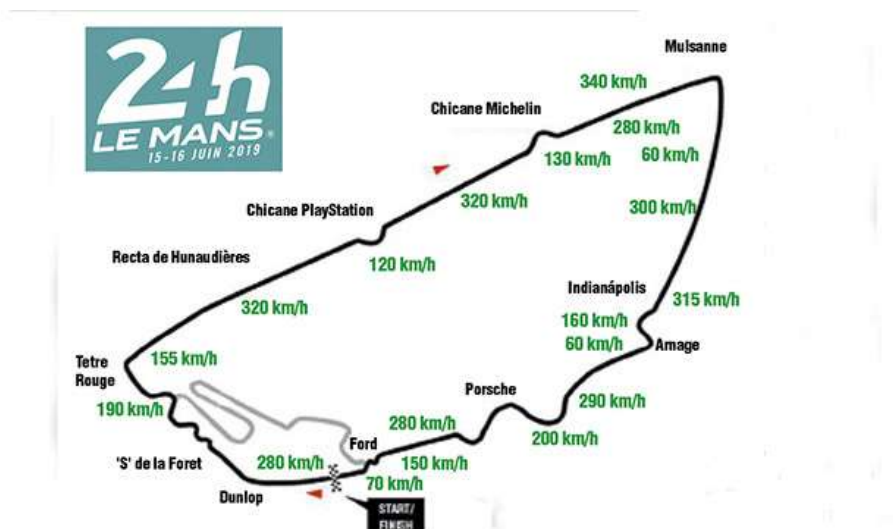 24h
LE MANS
15-16 JUIN 2019
Mulsanne
340 km/h
Chicane Michelin
280 km/h
130 km/h
60 km/h
320 km/h
300 km/h
Chicane PlayStation
Recta de Hunaudières
120 km/h
Indianápolis
315 km/h
320 km/h
160 km/h
60 km/h
Arnage
155 km/h
Tetre
Rouge
Porsche
290 km/h
190 km/h
280 km/h
200 km/h
Ford
'S' de la Foret
280 km/h
150 km/h
70 km/h
Dunlop
START/
FINISH